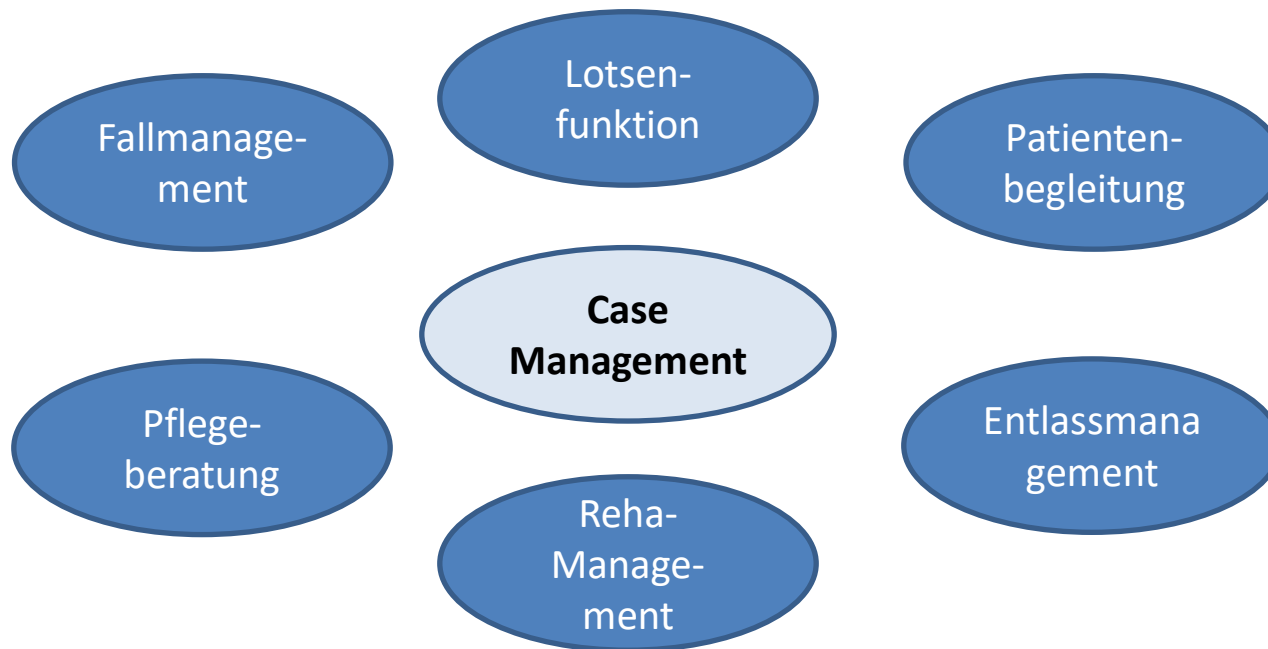 Lotsen-
funktion
Fallmanage-
ment
Patienten-
begleitung
Case
Management
Pflege-
beratung
Entlassmana
gement
Reha-
Manage-
ment